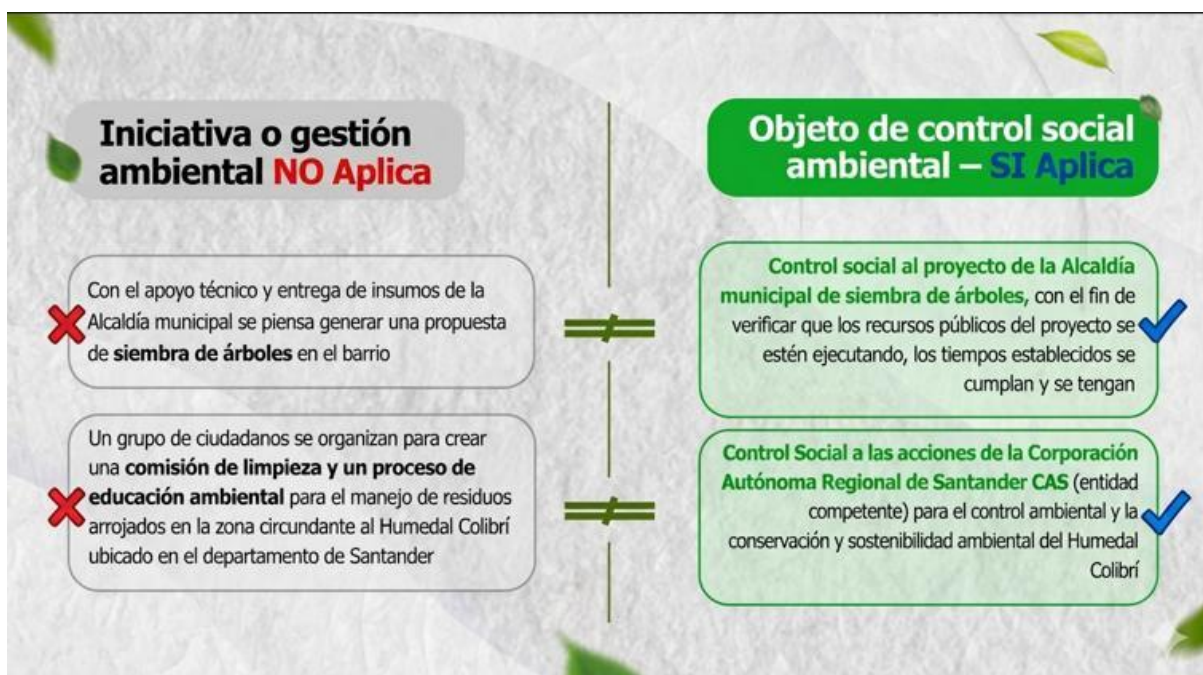 Iniciativa o gestión
ambiental NO Aplica
Con el apoyo técnico y entrega de insumos de la
Alcaldía municipal se piensa generar una propuesta
de siembra de árboles en el barrio
Un grupo de ciudadanos se organizan para crear
una comisión de limpieza y un proceso de
educación ambiental para el manejo de residuos
arrojados en la zona circundante al Humedal Colibrí
ubicado en el departamento de Santander
Objeto de control social
ambiental – SI Aplica
Control social al proyecto de la Alcaldía
municipal de siembra de árboles, con el fin de
verificar que los recursos públicos del proyecto se
estén ejecutando, los tiempos establecidos se
cumplan y se tengan
Control Social a las acciones de la Corporación
Autónoma Regional de Santander CAS (entidad
competente) para el control ambiental y la
conservación y sostenibilidad ambiental del Humedal
Colibrí